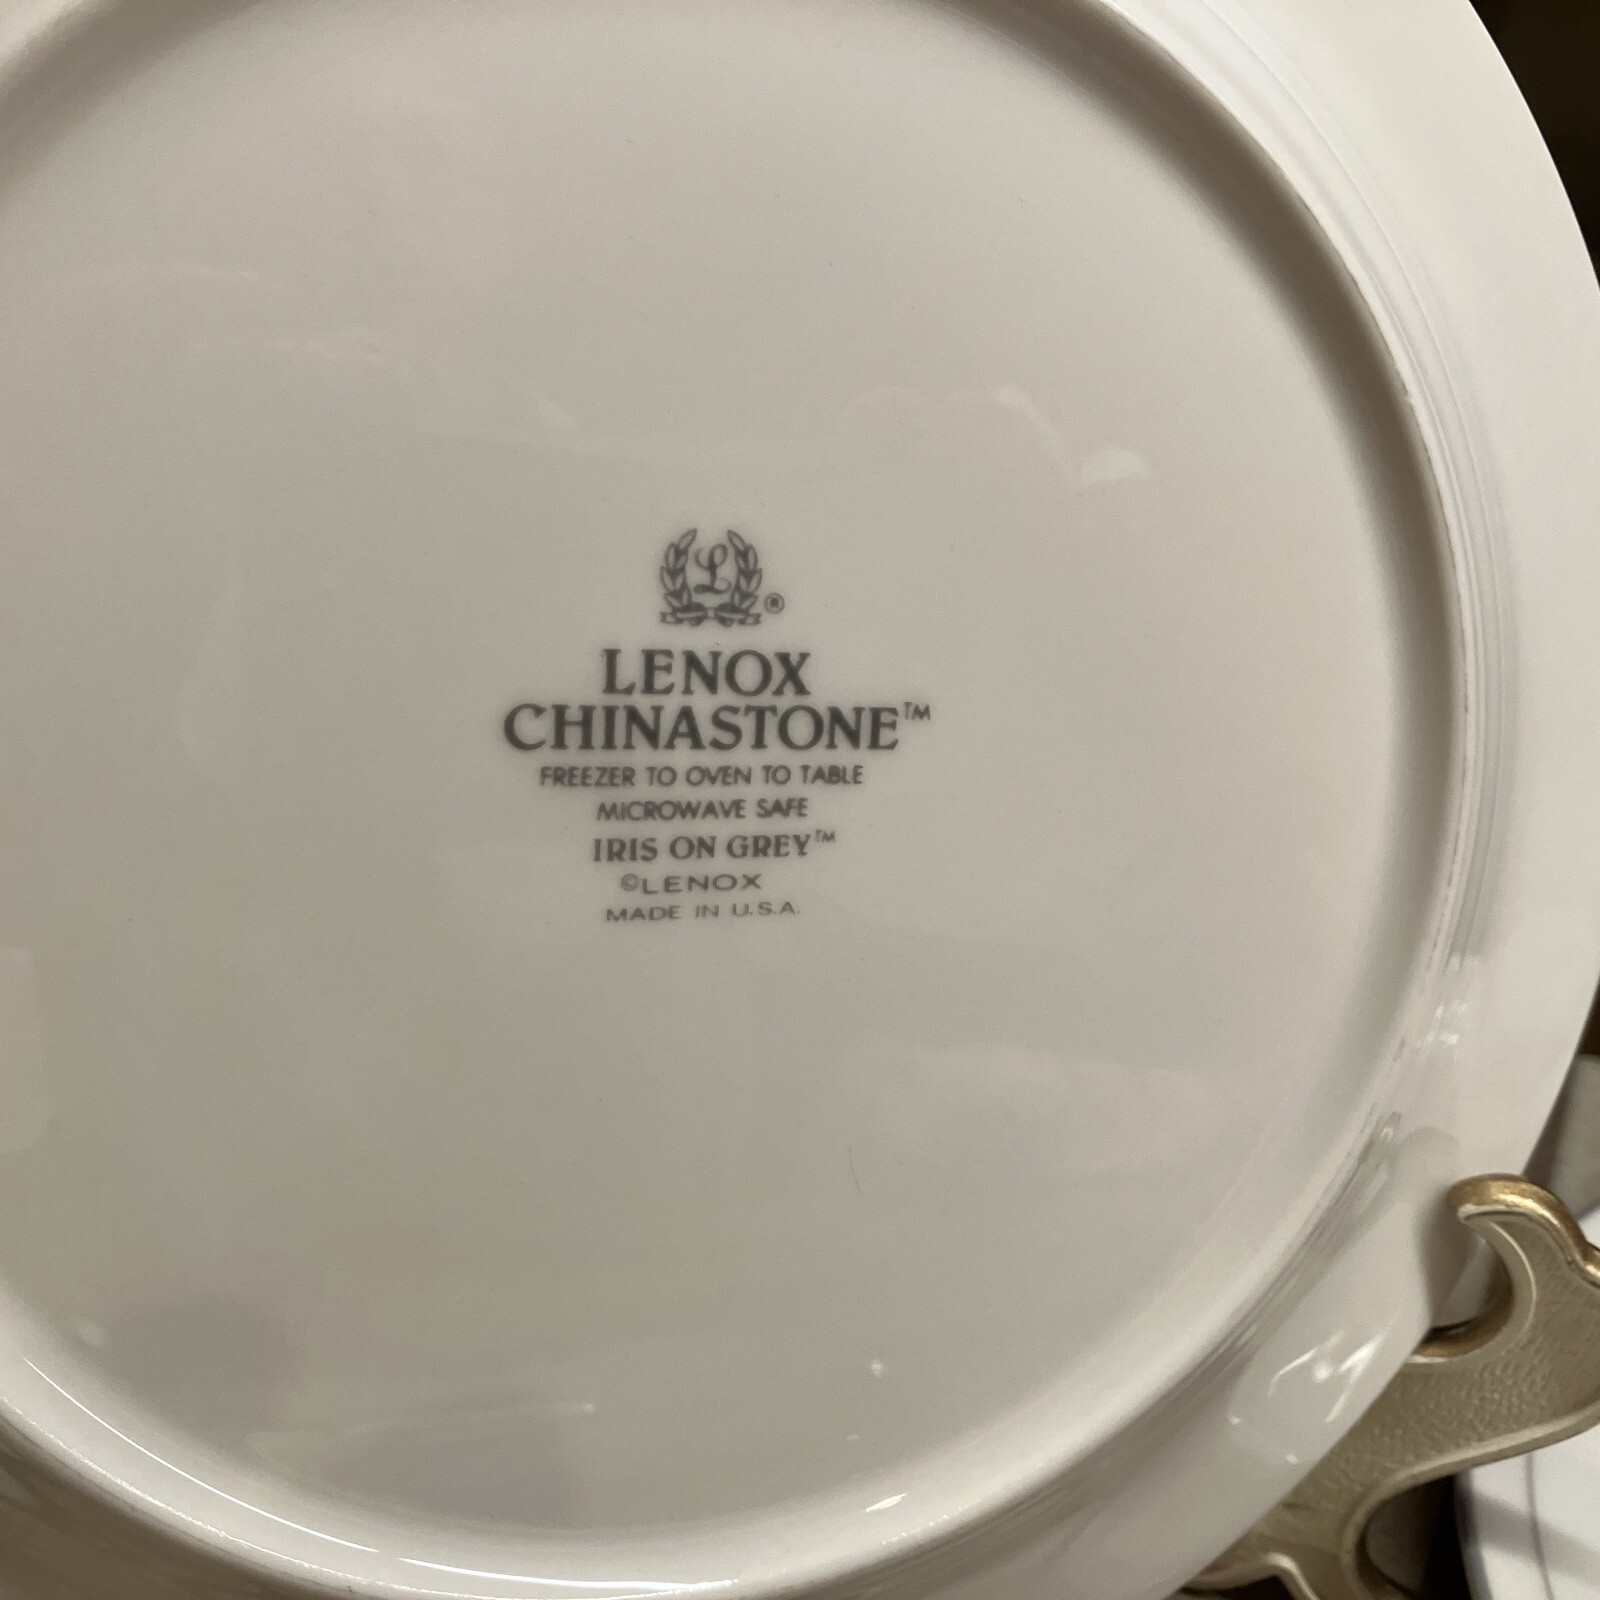 L ®
LENOX
CHINASTONE™
FREEZER TO OVEN TO TABLE
MICROWAVE SAFE
IRIS ON GREY™
©LENOX
MADE IN U.S.A.